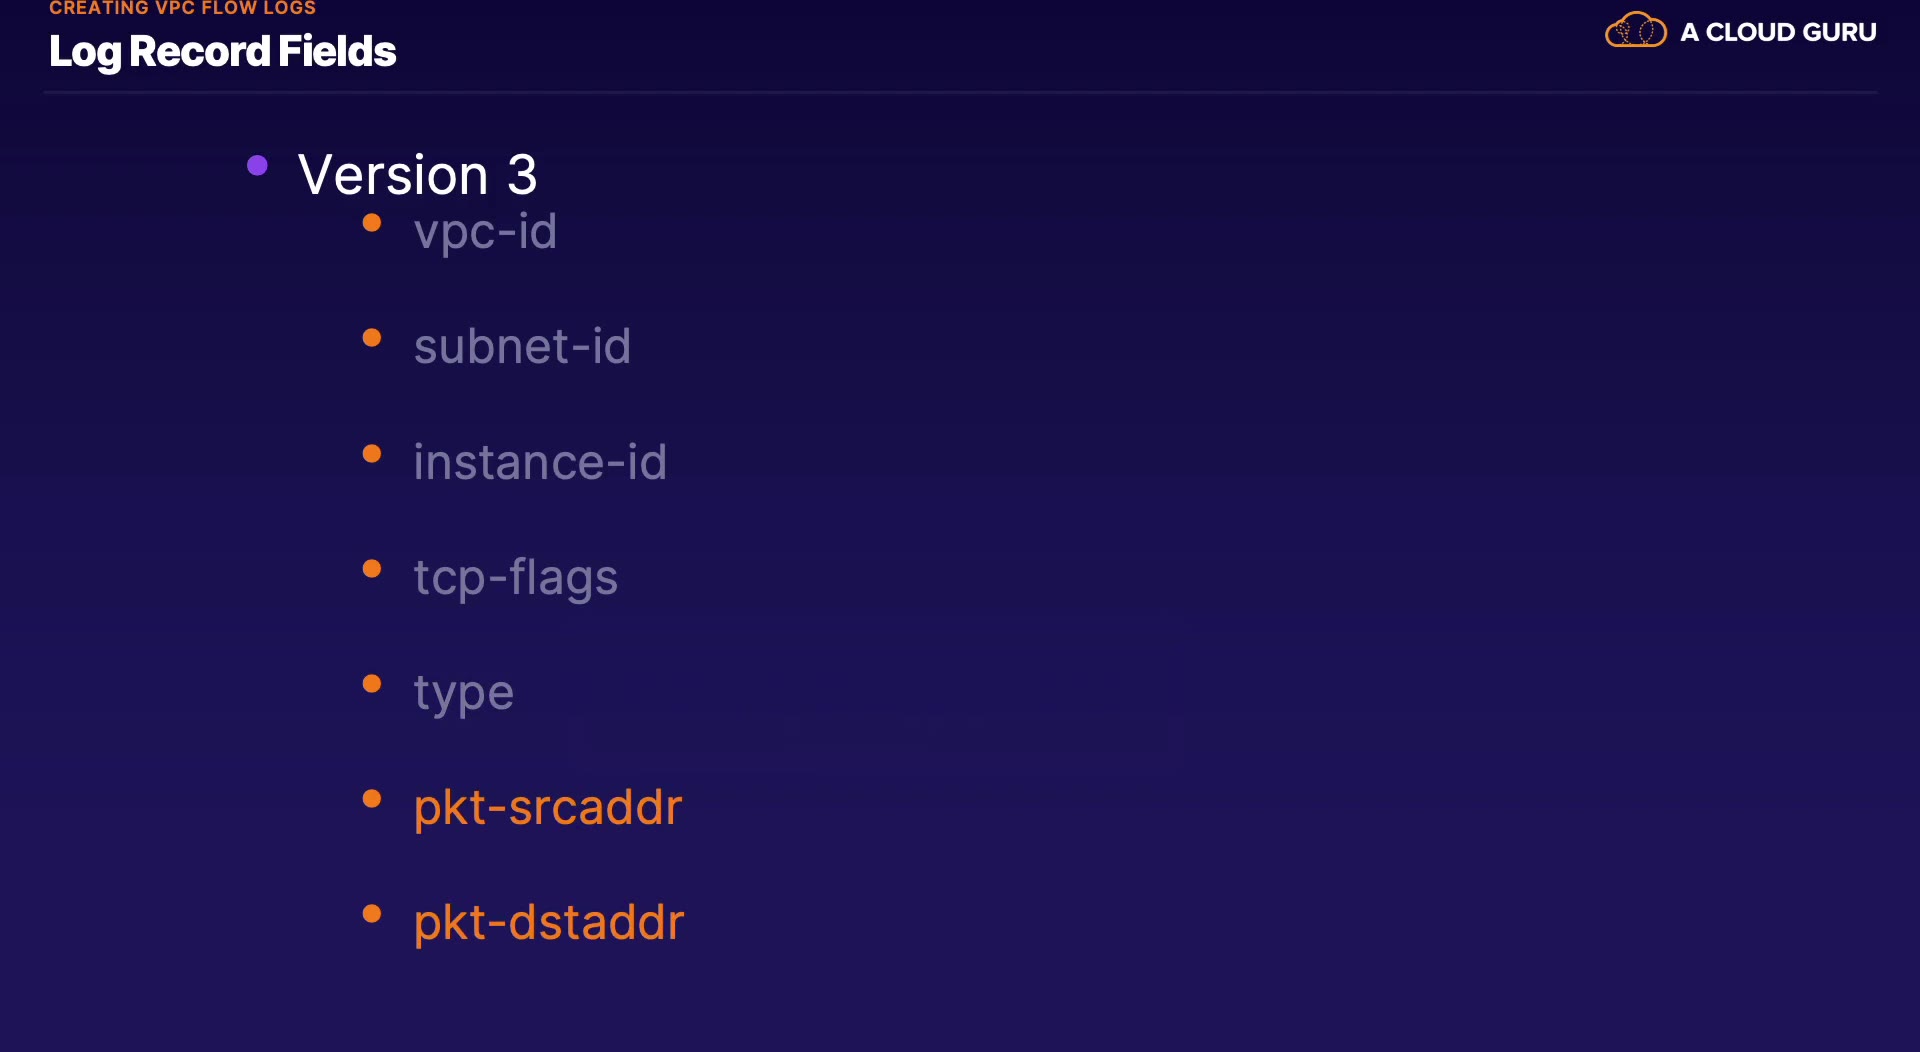 CREATING VPC FLOW LOGS
Log Record Fields
A CLOUD GURU
Version 3
vpc-id
subnet-id
instance-id
tcp-flags
type
pkt-srcaddr
pkt-dstaddr